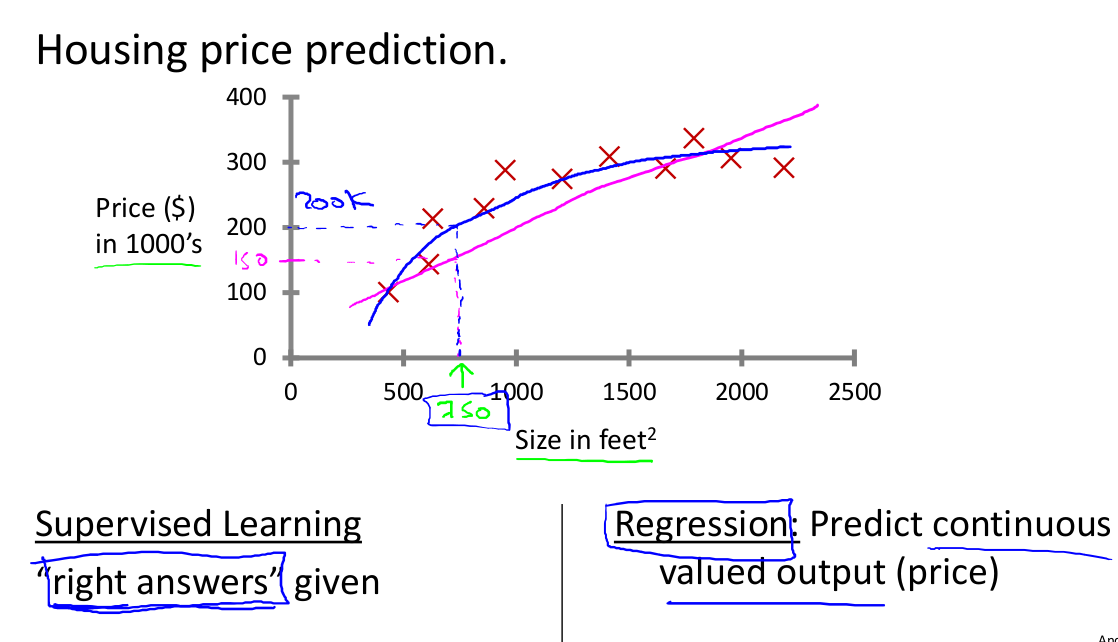 Housing price prediction.
400
300
200K
Price ($)
200
in 1000’s
150
100
0
0 500 1000 1500 2000 2500
750
Size in feet²
Supervised Learning
“right answers” given
Regression: Predict continuous
valued output (price)